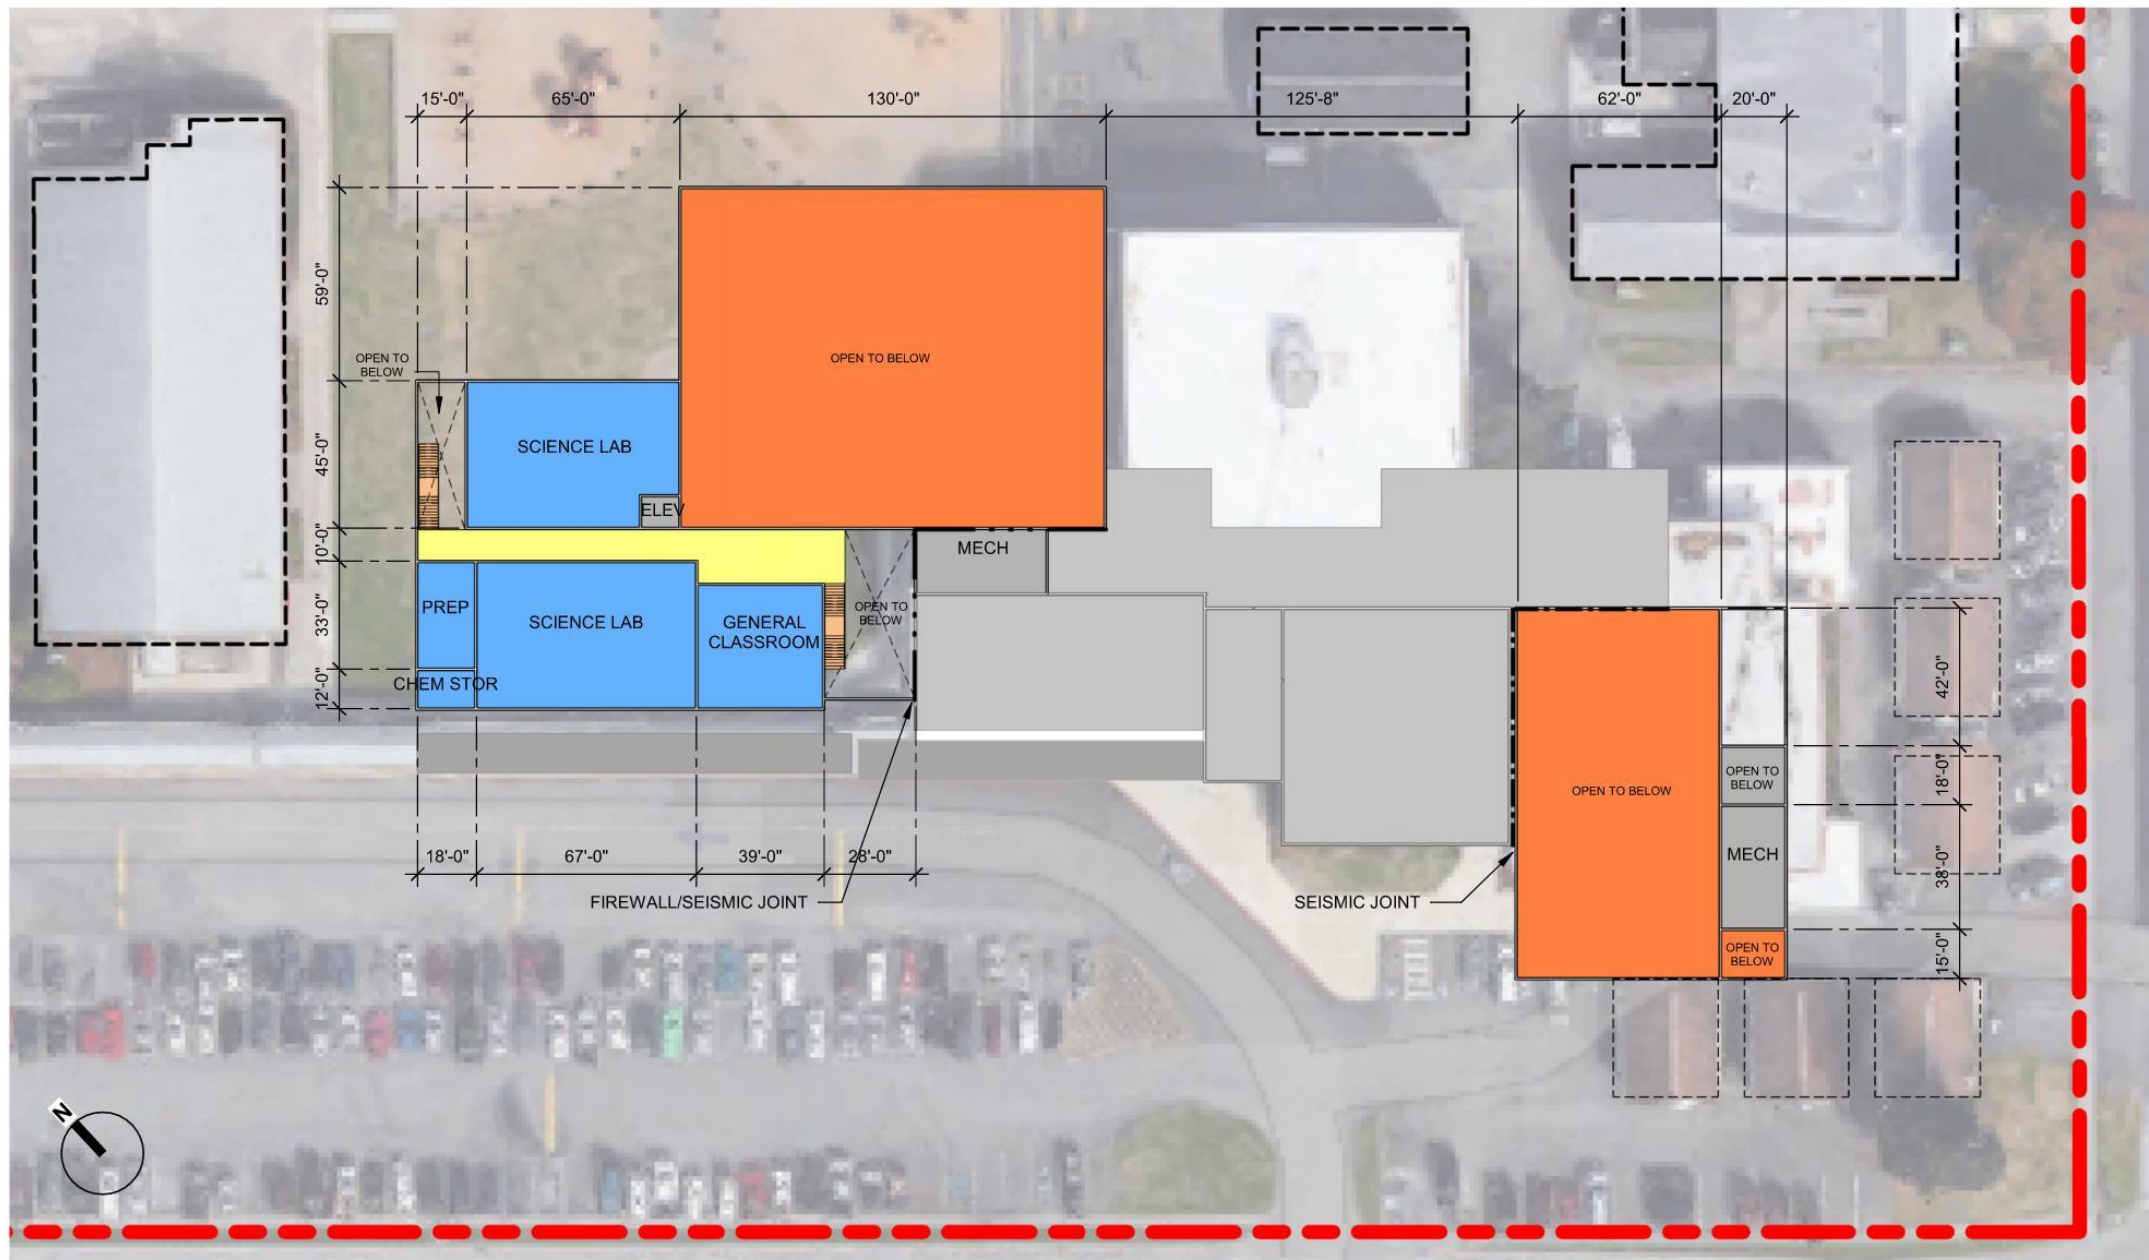 15'-0"
65'-0"
130'-0"
125'-8"
62'-0"
20'-0"
59'-0"
45'-0"
10'-0"
33'-0"
12'-0"
OPEN TO
BELOW
OPEN TO BELOW
SCIENCE LAB
ELEV
MECH
PREP
SCIENCE LAB
GENERAL
CLASSROOM
OPEN TO
BELOW
CHEM STOR
OPEN TO BELOW
OPEN TO
BELOW
MECH
OPEN TO
BELOW
42'-0"
18'-0"
38'-0"
15'-0"
18'-0"
67'-0"
39'-0"
28'-0"
FIREWALL/SEISMIC JOINT
SEISMIC JOINT
N